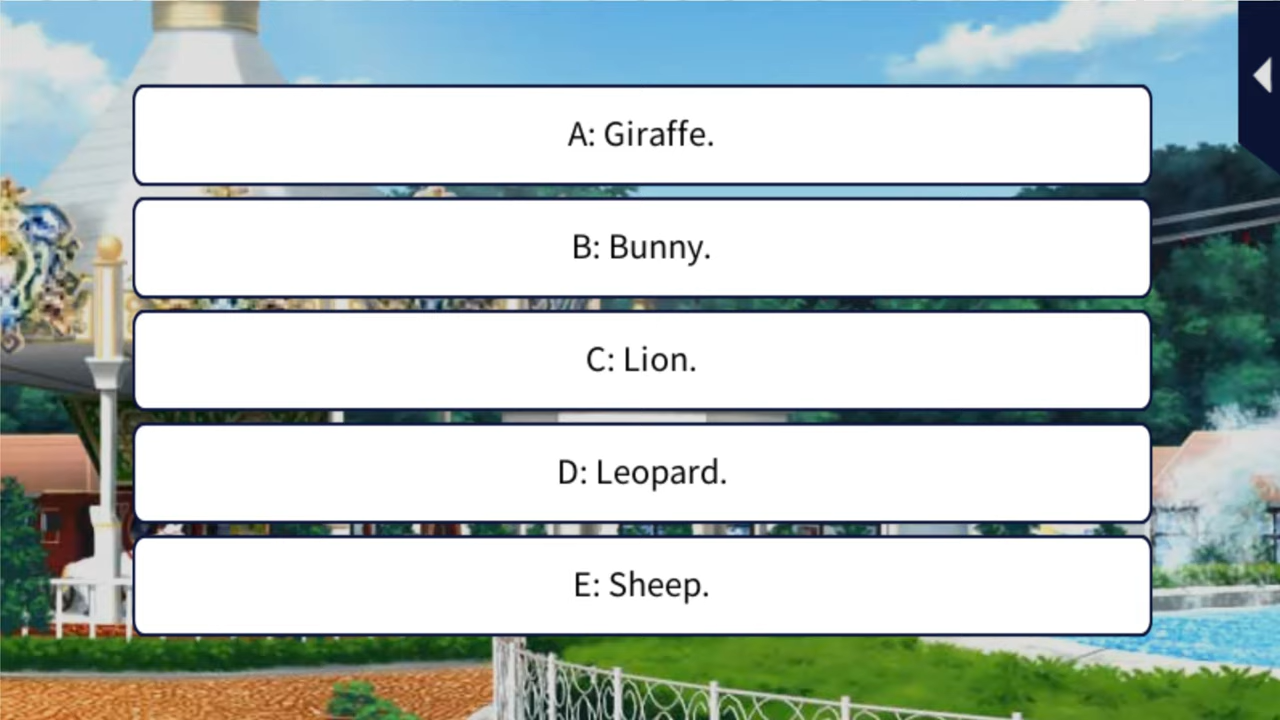 A: Giraffe.
B: Bunny.
C: Lion.
D: Leopard.
E: Sheep.